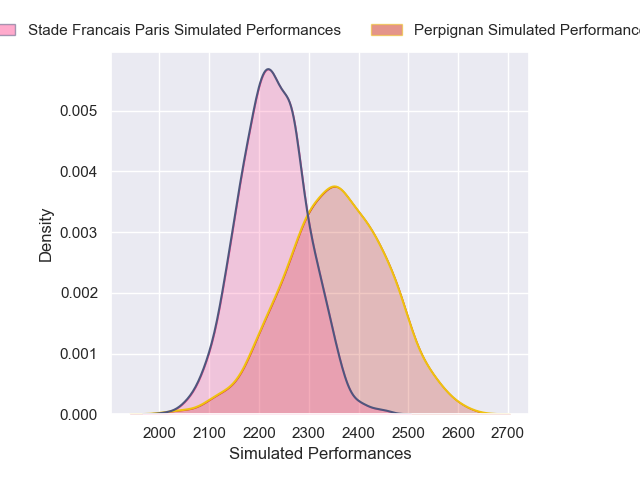 Stade Francais Paris Simulated Performances Perpignan Simulated
0.005
0.004
0.003
0.002
0.001
0.000
Density
2000 2100 2200 2300 2400 2500 2600 2700
Simulated Performances